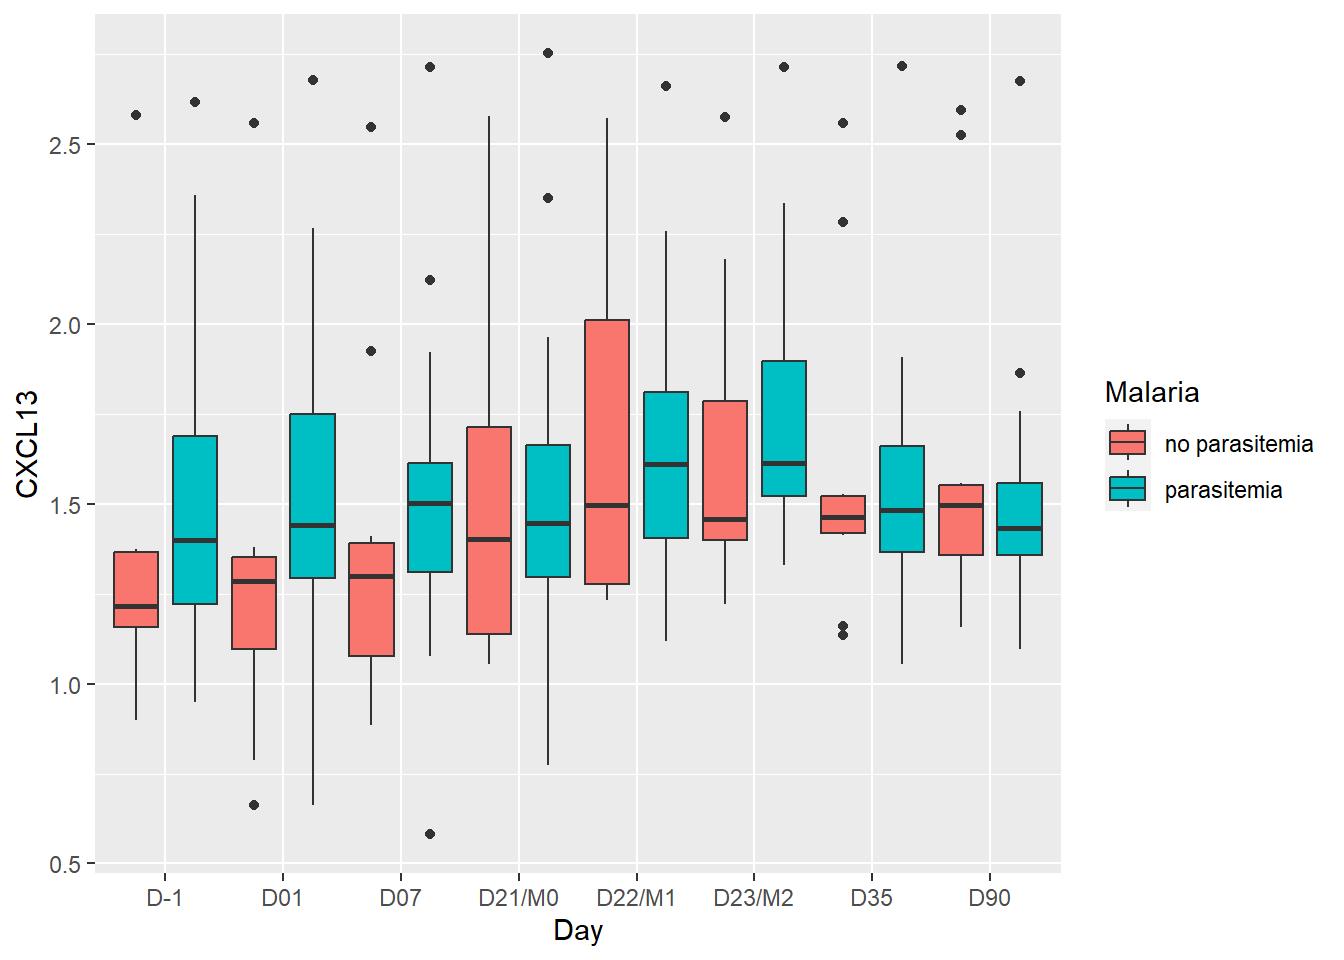 CXCL13
2.5
2.0
1.5
1.0
0.5
D-1 D01 D07 D21/M0 D22/M1 D23/M2 D35 D90
Day
Malaria
no parasitemia
parasitemia